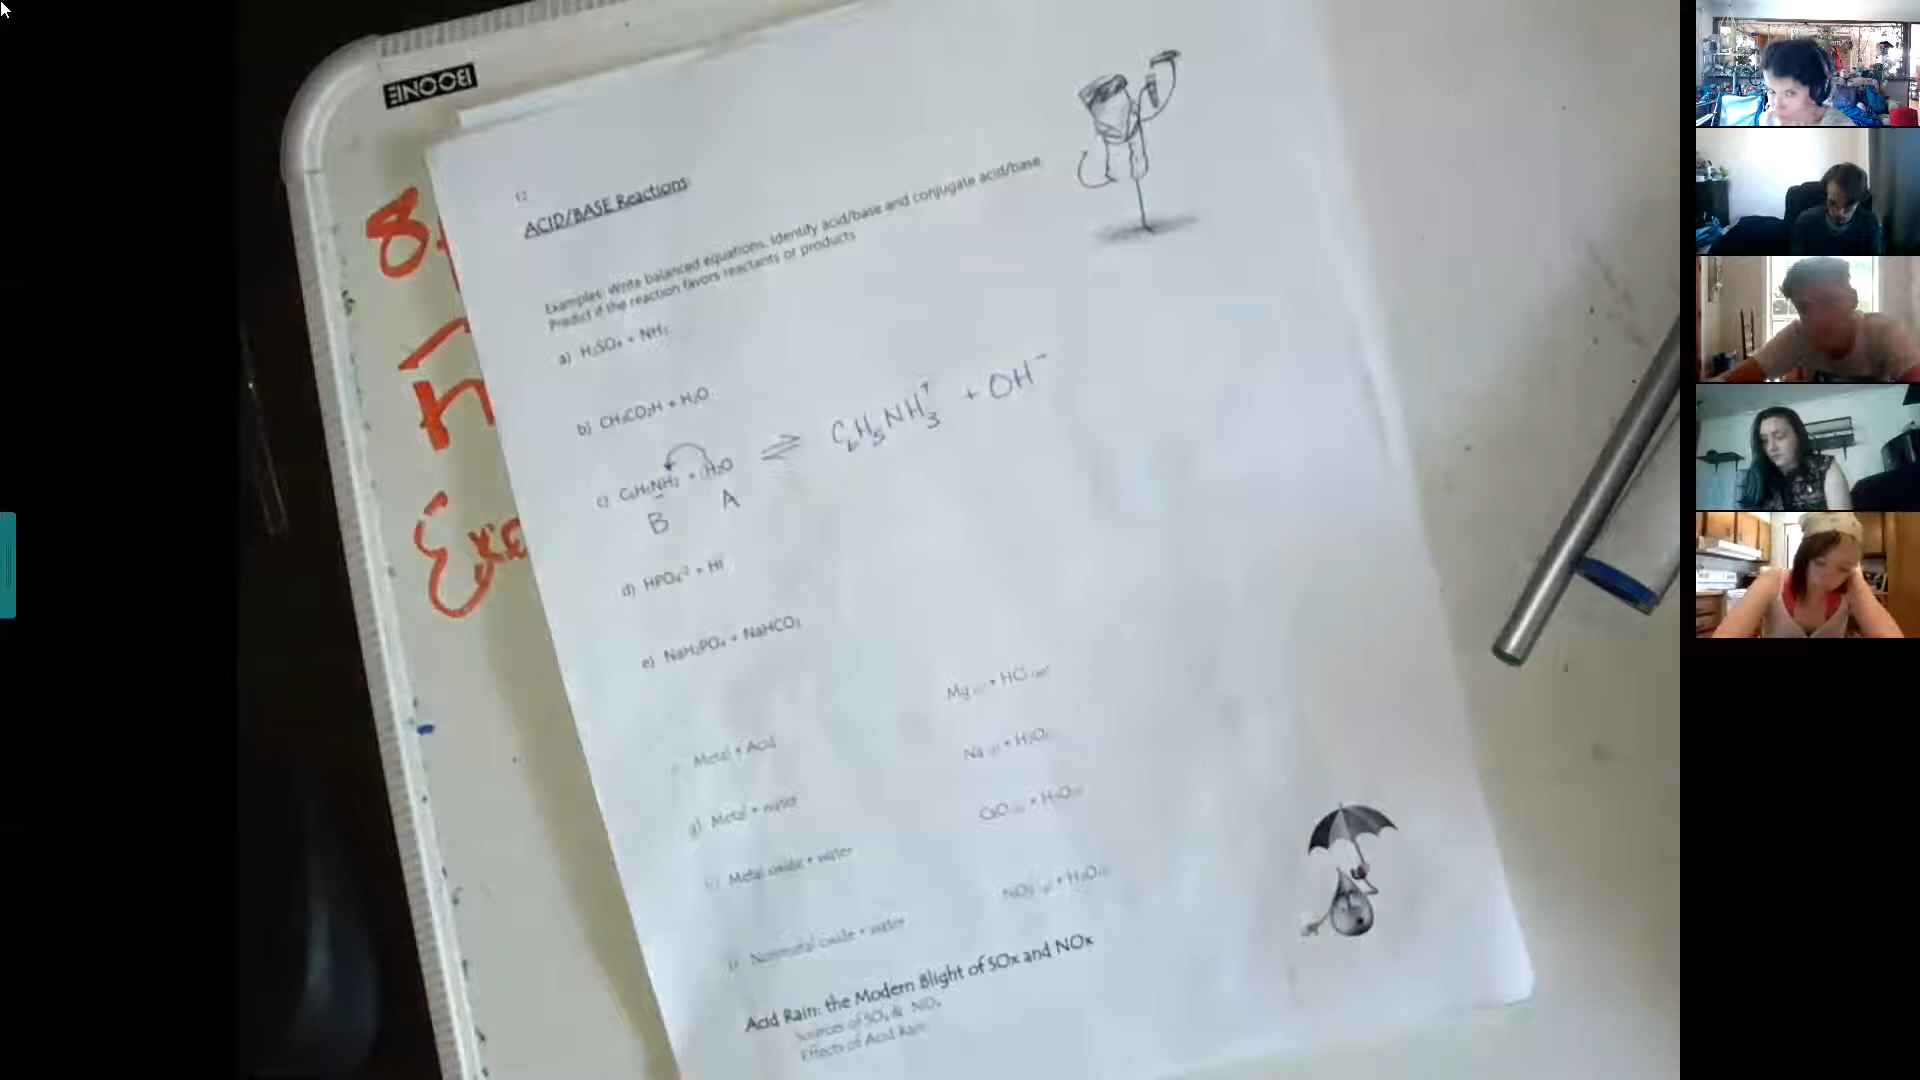 BOONE
12
ACID/BASE Reactions:
Examples: Write balanced equations. Identify acid/base and conjugate acid/base
Predict if the reaction favors reactants or products
a) H₂SO₄ + NH₃
b) CH₃CO₂H + H₂O
c) C₆H₅NH₂ + H₂O ⇌ C₆H₅NH₃⁺ + OH⁻
B A
d) HPO₄⁻² + HI
e) NaH₂PO₄ + NaHCO₃
Metal + Acid Mg + HCl
g) Metal + water Na + H₂O
h) Metal oxide + water CaO + H₂O
i) Nonmetal oxide + water NO₂ + H₂O
Acid Rain: the Modern Blight of SOx and NOx
Sources of SOₓ & NOₓ
Effects of Acid Rain